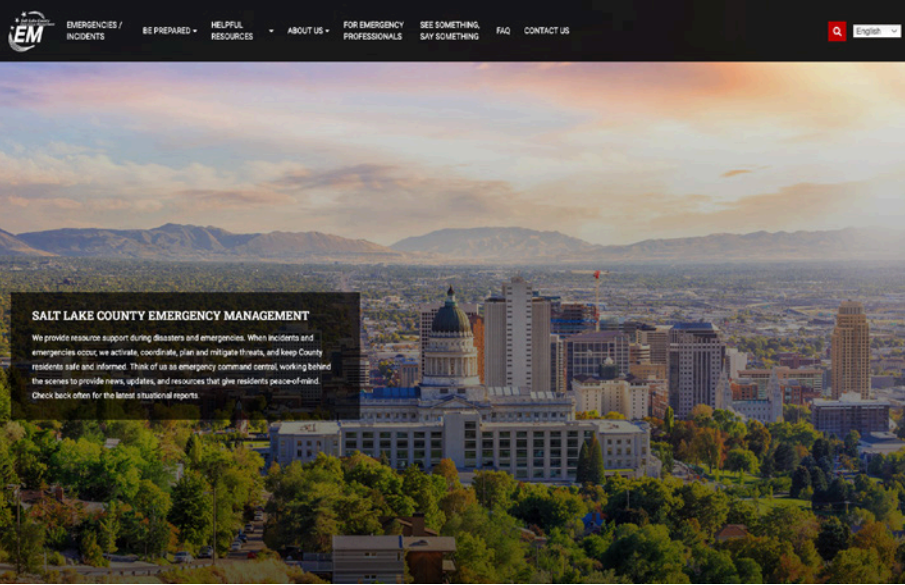 Salt Lake County
EM
EMERGENCIES /
INCIDENTS
BE PREPARED
HELPFUL
RESOURCES
ABOUT US
FOR EMERGENCY
PROFESSIONALS
SEE SOMETHING,
SAY SOMETHING
FAQ
CONTACT US
English
SALT LAKE COUNTY EMERGENCY MANAGEMENT
We provide resource support during disasters and emergencies. When incidents and
emergencies occur, we activate, coordinate, plan and mitigate threats, and keep County
residents safe and informed. Think of us as emergency command central, working behind
the scenes to provide news, updates, and resources that give residents peace-of-mind.
Check back often for the latest situational reports.